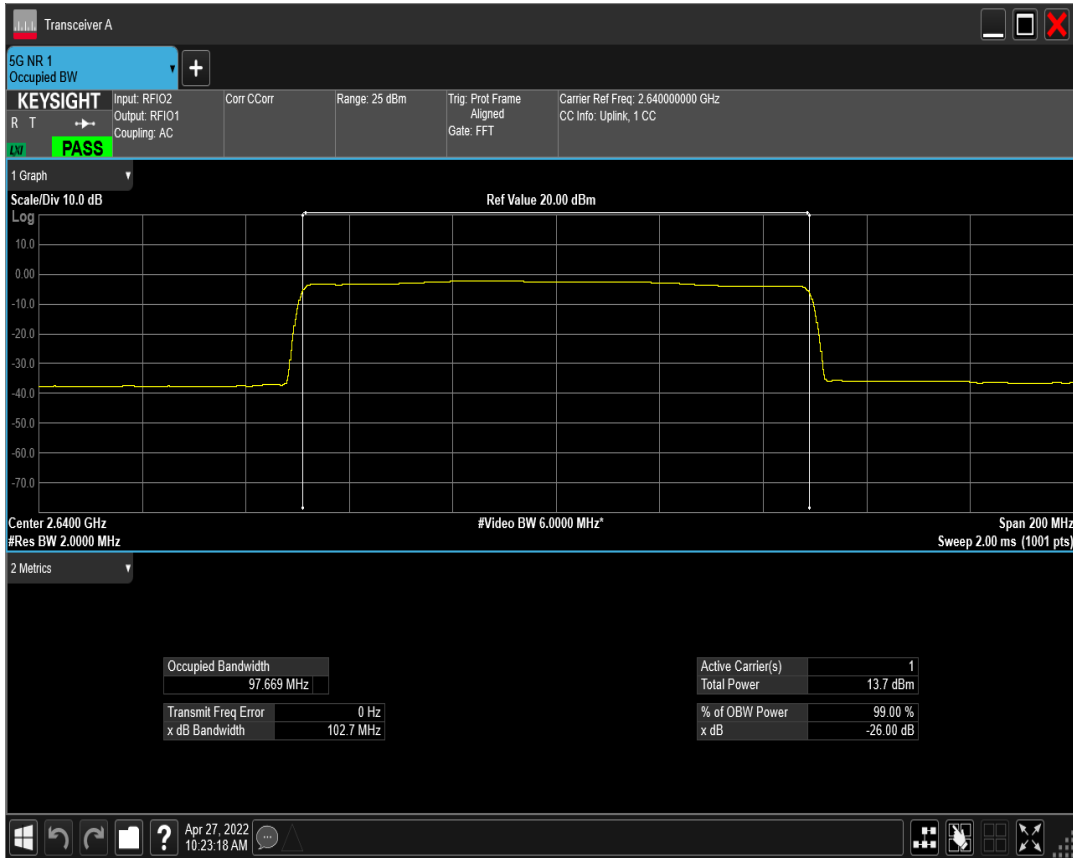 Transceiver A
5G NR 1
Occupied BW
+
KEYSIGHT
R T
LXI
PASS
Input: RFIO2
Output: RFIO1
Coupling: AC
Corr CCorr
Range: 25 dBm
Trig: Prot Frame
Aligned
Gate: FFT
Carrier Ref Freq: 2.640000000 GHz
CC Info: Uplink, 1 CC
1 Graph
Scale/Div 10.0 dB
Ref Value 20.00 dBm
Log
10.0
0.00
-10.0
-20.0
-30.0
-40.0
-50.0
-60.0
-70.0
Center 2.6400 GHz
#Video BW 6.0000 MHz*
Span 200 MHz
#Res BW 2.0000 MHz
Sweep 2.00 ms (1001 pts)
2 Metrics
Occupied Bandwidth
97.669 MHz
Transmit Freq Error 0 Hz
x dB Bandwidth 102.7 MHz
Active Carrier(s) 1
Total Power 13.7 dBm
% of OBW Power 99.00 %
x dB -26.00 dB
?
Apr 27, 2022
10:23:18 AM